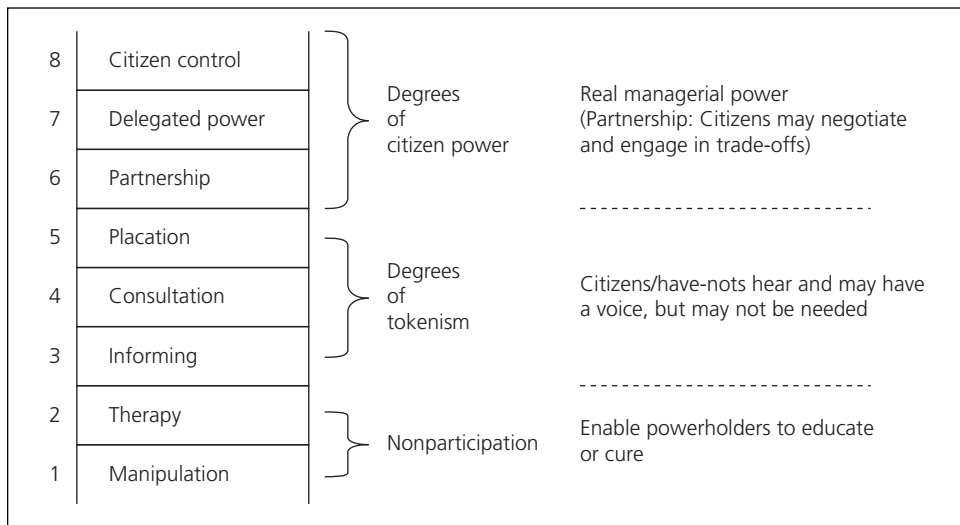 8 Citizen control
7 Delegated power
6 Partnership
Degrees
of
citizen power
Real managerial power
(Partnership: Citizens may negotiate
and engage in trade-offs)
5 Placation
4 Consultation
3 Informing
Degrees
of
tokenism
Citizens/have-nots hear and may have
a voice, but may not be needed
2 Therapy
1 Manipulation
Nonparticipation
Enable powerholders to educate
or cure